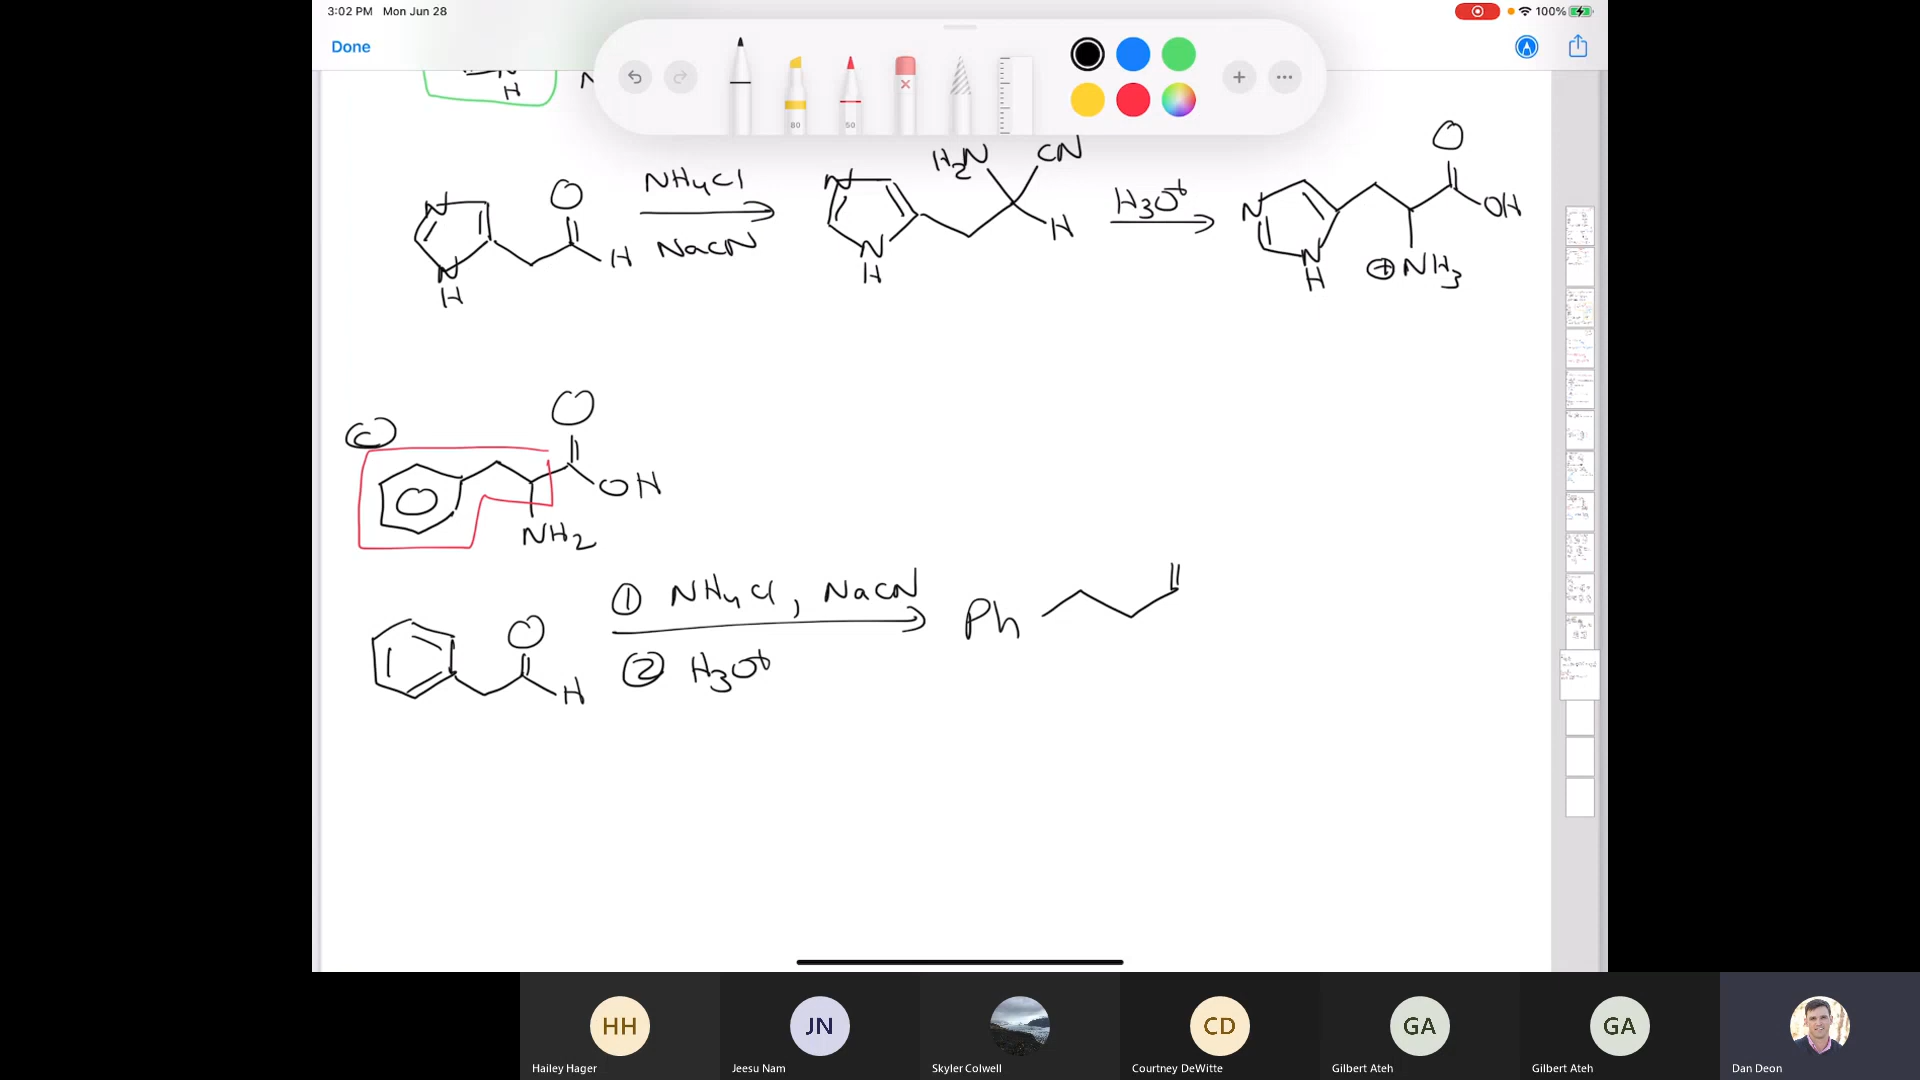 3:02 PM Mon Jun 28
100%
Done
80
50
N
H
N
H2N
CN
O
N
O
NH4Cl
N
H3O+
N
OH
N
H
H
NaCN
N
H
H
N
H
⊕NH3
c
O
OH
NH2
① NH4Cl, NaCN
Ph
O
H
② H3O+
HH
JN
CD
GA
GA
Hailey Hager
Jeesu Nam
Skyler Colwell
Courtney DeWitte
Gilbert Ateh
Gilbert Ateh
Dan Deon